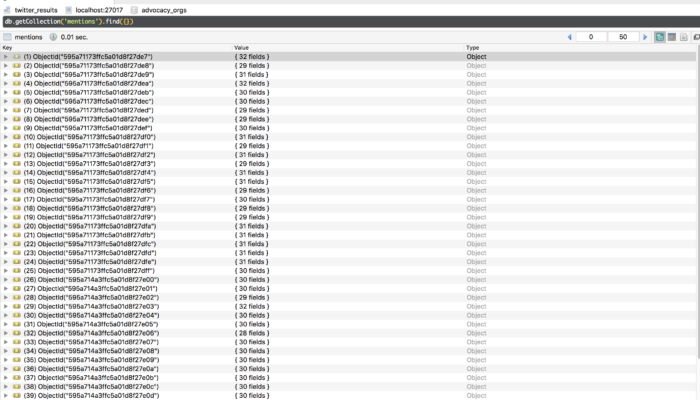 twitter_results localhost:27017 advocacy_orgs
db.getCollection('mentions').find({})
mentions 0.01 sec. 0 50
Key Value Type
(1) ObjectId("595a71173ffc5a01d8f27de7") { 32 fields } Object
(2) ObjectId("595a71173ffc5a01d8f27de8") { 29 fields } Object
(3) ObjectId("595a71173ffc5a01d8f27de9") { 31 fields } Object
(4) ObjectId("595a71173ffc5a01d8f27dea") { 32 fields } Object
(5) ObjectId("595a71173ffc5a01d8f27deb") { 30 fields } Object
(6) ObjectId("595a71173ffc5a01d8f27dec") { 30 fields } Object
(7) ObjectId("595a71173ffc5a01d8f27ded") { 29 fields } Object
(8) ObjectId("595a71173ffc5a01d8f27dee") { 29 fields } Object
(9) ObjectId("595a71173ffc5a01d8f27def") { 30 fields } Object
(10) ObjectId("595a71173ffc5a01d8f27df0") { 31 fields } Object
(11) ObjectId("595a71173ffc5a01d8f27df1") { 29 fields } Object
(12) ObjectId("595a71173ffc5a01d8f27df2") { 31 fields } Object
(13) ObjectId("595a71173ffc5a01d8f27df3") { 29 fields } Object
(14) ObjectId("595a71173ffc5a01d8f27df4") { 31 fields } Object
(15) ObjectId("595a71173ffc5a01d8f27df5") { 31 fields } Object
(16) ObjectId("595a71173ffc5a01d8f27df6") { 29 fields } Object
(17) ObjectId("595a71173ffc5a01d8f27df7") { 30 fields } Object
(18) ObjectId("595a71173ffc5a01d8f27df8") { 29 fields } Object
(19) ObjectId("595a71173ffc5a01d8f27df9") { 29 fields } Object
(20) ObjectId("595a71173ffc5a01d8f27dfa") { 31 fields } Object
(21) ObjectId("595a71173ffc5a01d8f27dfb") { 31 fields } Object
(22) ObjectId("595a71173ffc5a01d8f27dfc") { 31 fields } Object
(23) ObjectId("595a71173ffc5a01d8f27dfd") { 31 fields } Object
(24) ObjectId("595a71173ffc5a01d8f27dfe") { 31 fields } Object
(25) ObjectId("595a71173ffc5a01d8f27dff") { 30 fields } Object
(26) ObjectId("595a714a3ffc5a01d8f27e00") { 30 fields } Object
(27) ObjectId("595a714a3ffc5a01d8f27e01") { 30 fields } Object
(28) ObjectId("595a714a3ffc5a01d8f27e02") { 29 fields } Object
(29) ObjectId("595a714a3ffc5a01d8f27e03") { 32 fields } Object
(30) ObjectId("595a714a3ffc5a01d8f27e04") { 30 fields } Object
(31) ObjectId("595a714a3ffc5a01d8f27e05") { 30 fields } Object
(32) ObjectId("595a714a3ffc5a01d8f27e06") { 28 fields } Object
(33) ObjectId("595a714a3ffc5a01d8f27e07") { 30 fields } Object
(34) ObjectId("595a714a3ffc5a01d8f27e08") { 30 fields } Object
(35) ObjectId("595a714a3ffc5a01d8f27e09") { 30 fields } Object
(36) ObjectId("595a714a3ffc5a01d8f27e0a") { 30 fields } Object
(37) ObjectId("595a714a3ffc5a01d8f27e0b") { 30 fields } Object
(38) ObjectId("595a714a3ffc5a01d8f27e0c") { 30 fields } Object
(39) ObjectId("595a714a3ffc5a01d8f27e0d") { 30 fields } Object